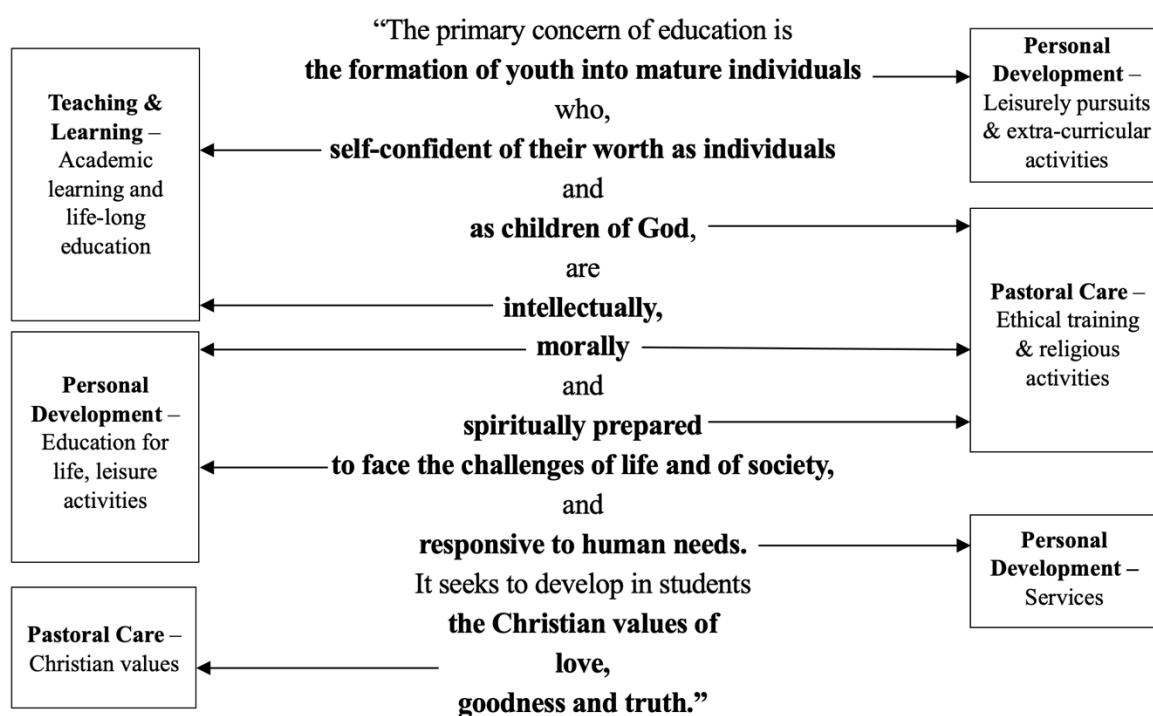 “The primary concern of education is
the formation of youth into mature individuals
who,
self-confident of their worth as individuals
and
as children of God,
are
intellectually,
morally
and
spiritually prepared
to face the challenges of life and of society,
and
responsive to human needs.
It seeks to develop in students
the Christian values of
love,
goodness and truth.”
Teaching &
Learning –
Academic
learning and
life-long
education
Personal
Development –
Education for
life, leisure
activities
Pastoral Care –
Christian values
Personal
Development –
Leisurely pursuits
& extra-curricular
activities
Pastoral Care –
Ethical training
& religious
activities
Personal
Development –
Services